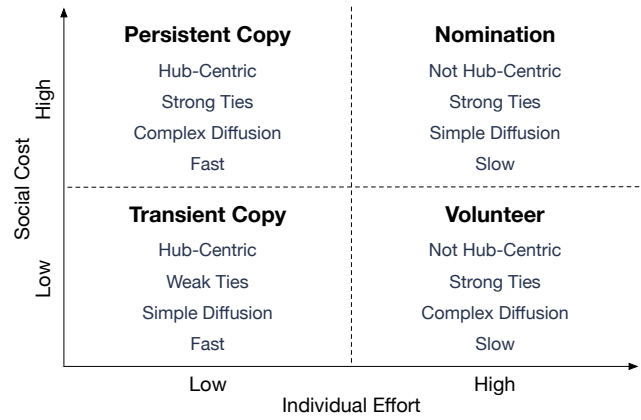 Persistent Copy
Hub-Centric
Strong Ties
Complex Diffusion
Fast
Nomination
Not Hub-Centric
Strong Ties
Simple Diffusion
Slow
Transient Copy
Hub-Centric
Weak Ties
Simple Diffusion
Fast
Volunteer
Not Hub-Centric
Strong Ties
Complex Diffusion
Slow
Social Cost
High
Low
Low
High
Individual Effort